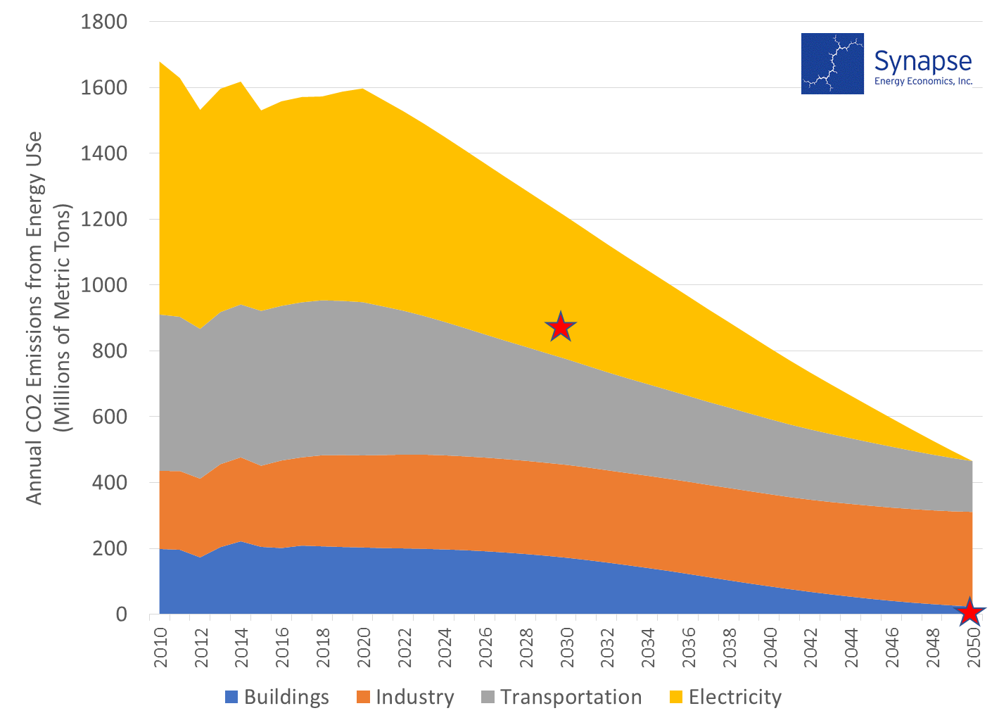 Synapse
Energy Economics, Inc.
Annual CO2 Emissions from Energy USe
(Millions of Metric Tons)
1800
1600
1400
1200
1000
800
600
400
200
0
2010 2012 2014 2016 2018 2020 2022 2024 2026 2028 2030 2032 2034 2036 2038 2040 2042 2044 2046 2048 2050
Buildings Industry Transportation Electricity